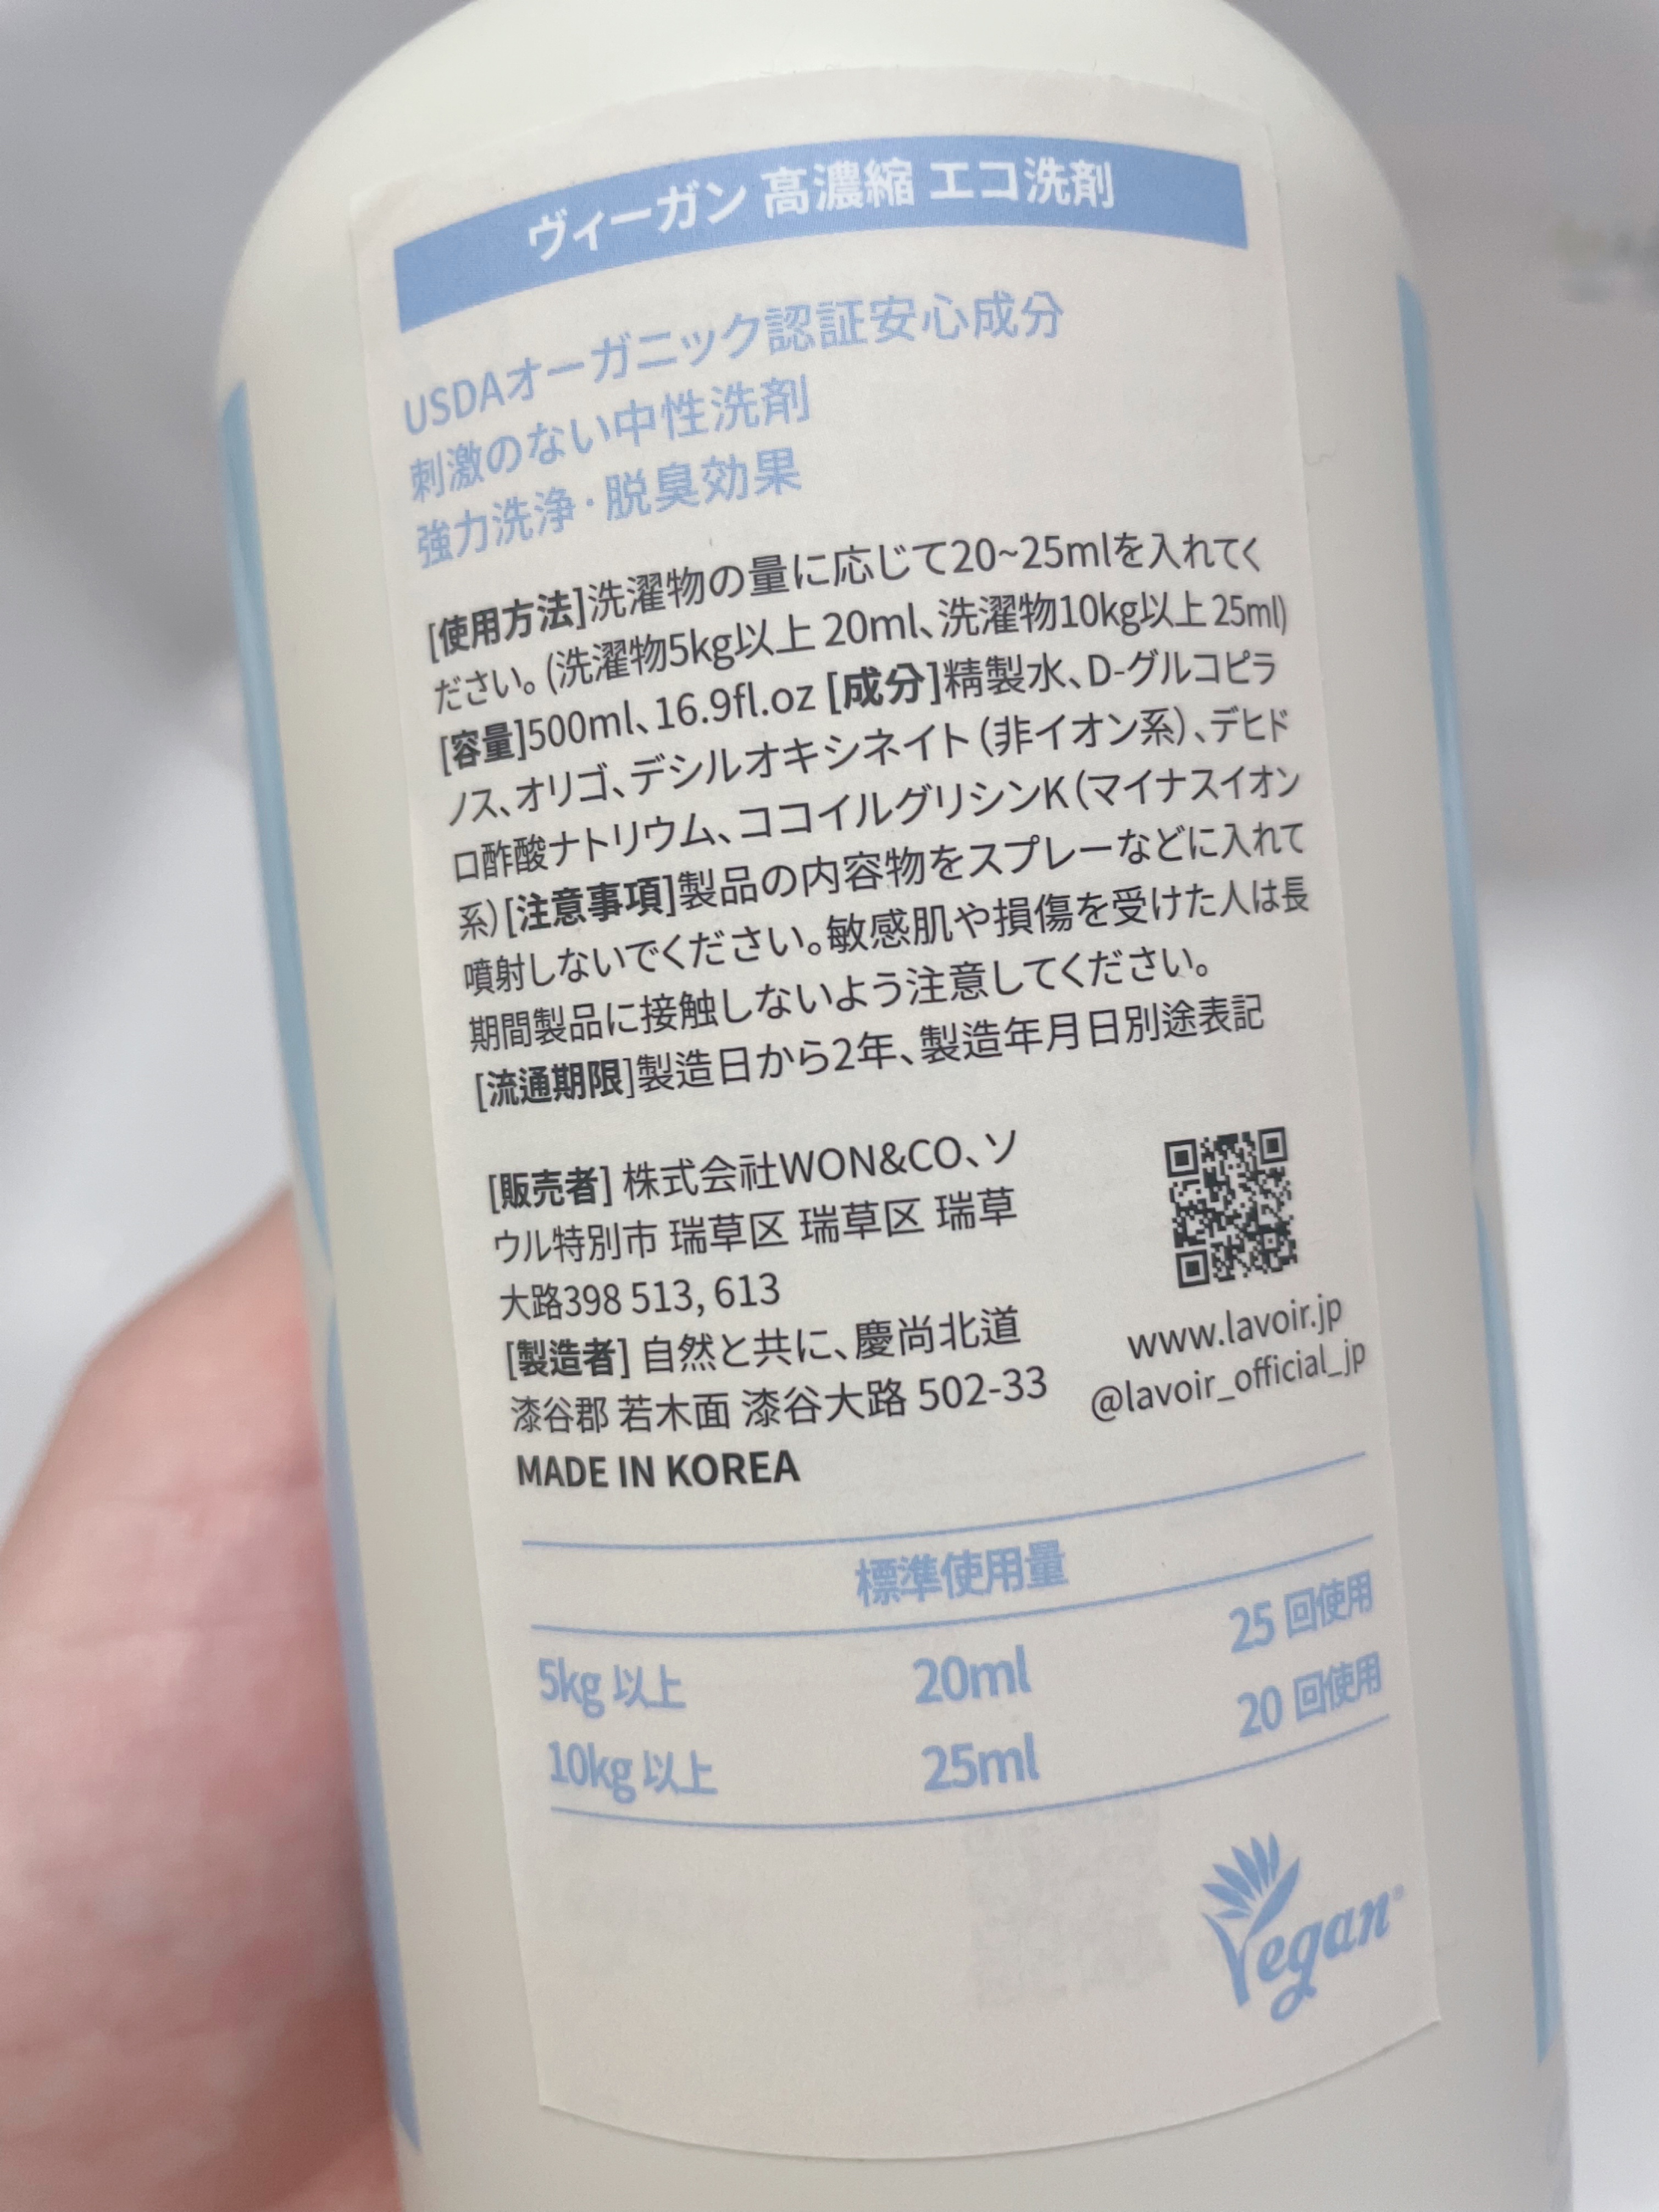 ヴィーガン 高濃縮 エコ洗剤
USDAオーガニック認証安心成分
刺激のない中性洗剤
強力洗浄·脱臭効果
[使用方法]洗濯物の量に応じて20~25mlを入れてく
ださい。(洗濯物5kg以上 20ml、洗濯物10kg以上 25ml)
[容量]500ml、16.9fl.oz [成分]精製水、D-グルコピラ
ノス、オリゴ、デシルオキシネイト（非イオン系）、デヒド
ロ酢酸ナトリウム、ココイルグリシンK（マイナスイオン
系）[注意事項]製品の内容物をスプレーなどに入れて
噴射しないでください。敏感肌や損傷を受けた人は長
期間製品に接触しないよう注意してください。
[流通期限]製造日から2年、製造年月日別途表記
[販売者] 株式会社WON&CO、ソ
ウル特別市 瑞草区 瑞草区 瑞草
大路398 513, 613
[製造者] 自然と共に、慶尚北道
漆谷郡 若木面 漆谷大路 502-33
MADE IN KOREA
www.lavoir.jp
@lavoir_official_jp
標準使用量
5kg 以上 20ml 25 回使用
10kg 以上 25ml 20 回使用
Vegan®